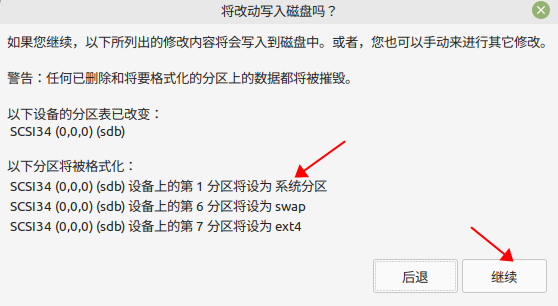 将改动写入磁盘吗？
如果您继续，以下所列出的修改内容将会写入到磁盘中。或者，您也可以手动来进行其它修改。
警告：任何已删除和将要格式化的分区上的数据都将被摧毁。
以下设备的分区表已改变：
SCSI34 (0,0,0) (sdb)
以下分区将被格式化：
SCSI34 (0,0,0) (sdb) 设备上的第 1 分区将设为 系统分区
SCSI34 (0,0,0) (sdb) 设备上的第 6 分区将设为 swap
SCSI34 (0,0,0) (sdb) 设备上的第 7 分区将设为 ext4
后退 继续